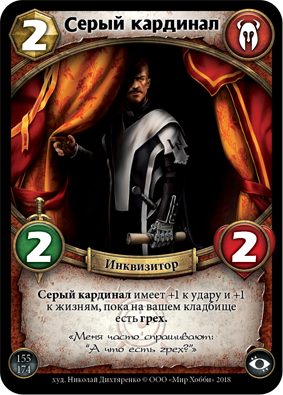 2
Серый кардинал
2
Инквизитор
2
Серый кардинал имеет +1 к удару и +1
к жизням, пока на вашем кладбище
есть грех.
«Меня часто спрашивают:
"А что есть грех?"»
155
174
худ. Николай Дихтяренко © ООО «Мир Хобби» 2018